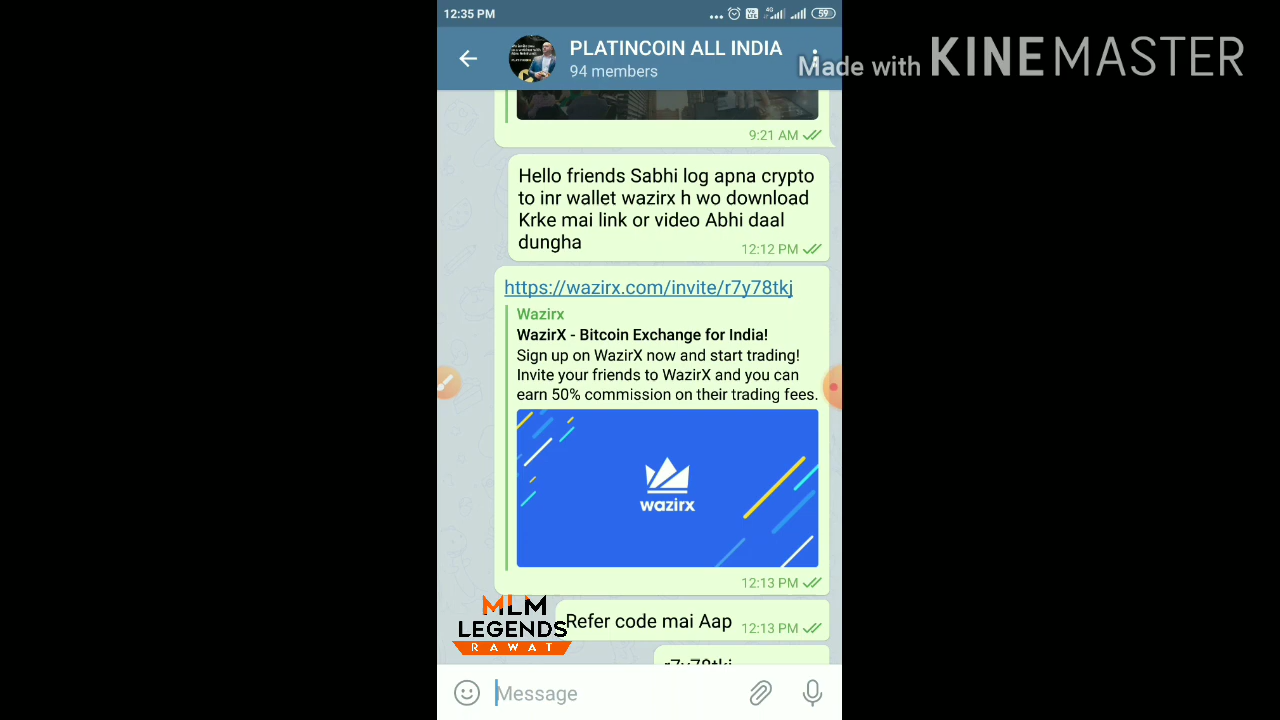 12:35 PM
4G
59
PLATINCOIN ALL INDIA
94 members
Made with KINEMASTER
9:21 AM
Hello friends Sabhi log apna crypto
to inr wallet wazirx h wo download
Krke mai link or video Abhi daal
dungha
12:12 PM
https://wazirx.com/invite/r7y78tkj
Wazirx
WazirX - Bitcoin Exchange for India!
Sign up on WazirX now and start trading!
Invite your friends to WazirX and you can
earn 50% commission on their trading fees.
wazirx
12:13 PM
MLM
LEGENDS
RAWAT
Refer code mai Aap
12:13 PM
r7y78tkj
Message